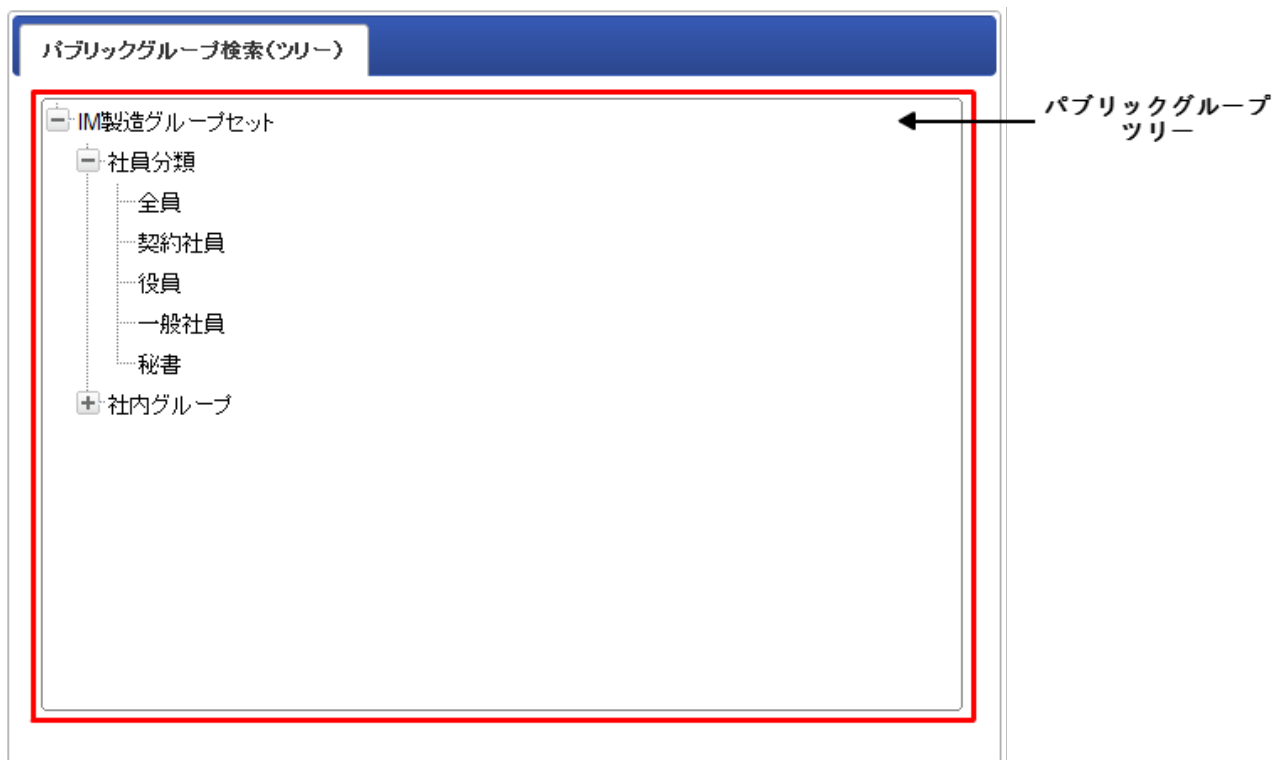 パブリックグループ検索(ツリー)
IM製造グループセット
社員分類
全員
契約社員
役員
一般社員
秘書
社内グループ
パブリックグループ
ツリー